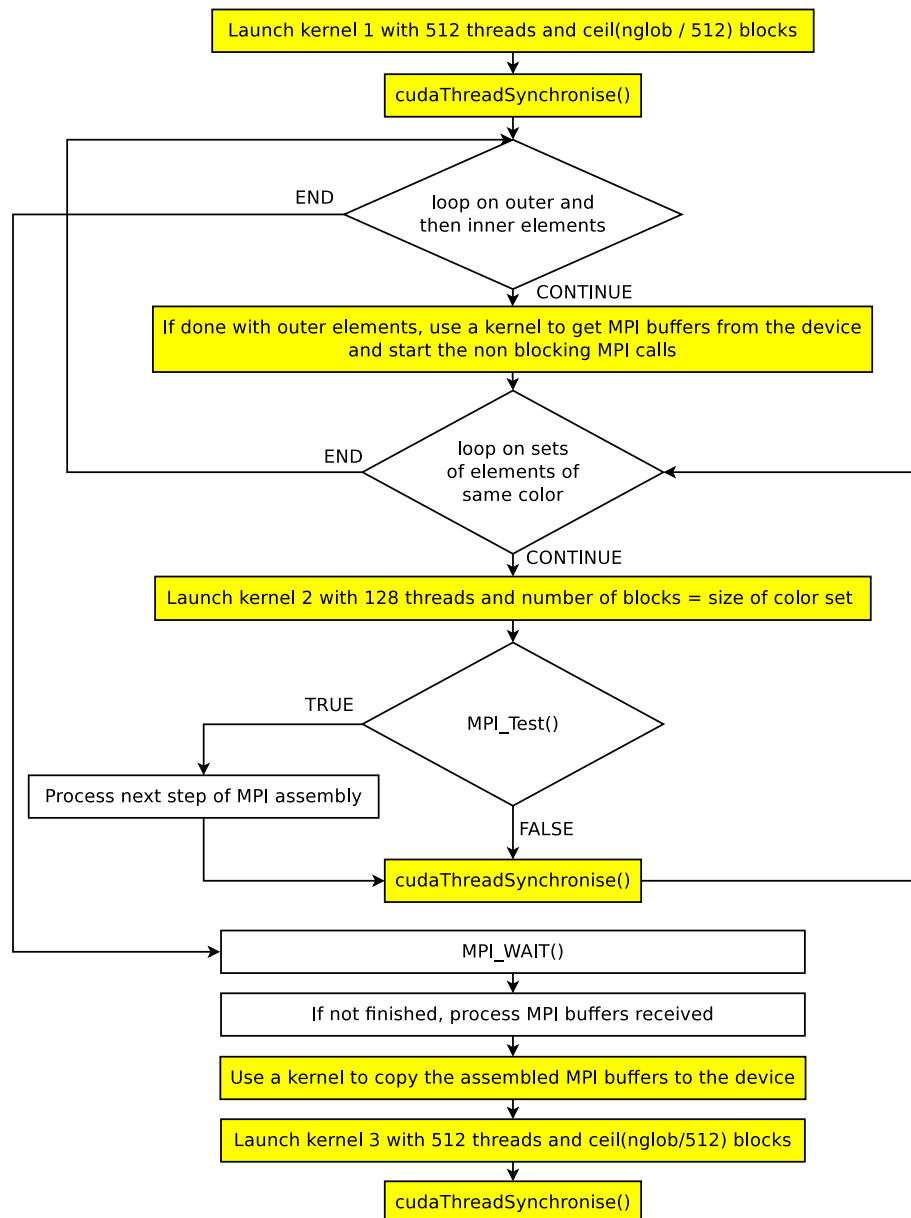 Launch kernel 1 with 512 threads and ceil(nglob / 512) blocks
cudaThreadSynchronise()
END
loop on outer and
then inner elements
CONTINUE
If done with outer elements, use a kernel to get MPI buffers from the device
and start the non blocking MPI calls
END
loop on sets
of elements of
same color
CONTINUE
Launch kernel 2 with 128 threads and number of blocks = size of color set
TRUE
MPI_Test()
Process next step of MPI assembly
FALSE
cudaThreadSynchronise()
MPI_WAIT()
If not finished, process MPI buffers received
Use a kernel to copy the assembled MPI buffers to the device
Launch kernel 3 with 512 threads and ceil(nglob/512) blocks
cudaThreadSynchronise()